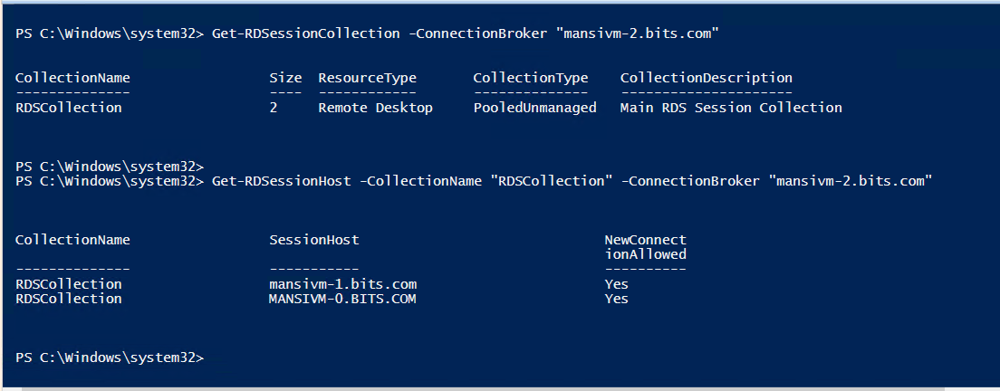 PS C:\Windows\system32> Get-RDSessionCollection -ConnectionBroker "mansivm-2.bits.com"
CollectionName Size ResourceType CollectionType CollectionDescription
-------------- ---- ------------ -------------- ---------------------
RDSCollection 2 Remote Desktop PooledUnmanaged Main RDS Session Collection
PS C:\Windows\system32>
PS C:\Windows\system32> Get-RDSessionHost -CollectionName "RDSCollection" -ConnectionBroker "mansivm-2.bits.com"
CollectionName SessionHost NewConnect
ionAllowed
-------------- ----------- ----------
RDSCollection mansivm-1.bits.com Yes
RDSCollection MANSIVM-0.BITS.COM Yes
PS C:\Windows\system32>